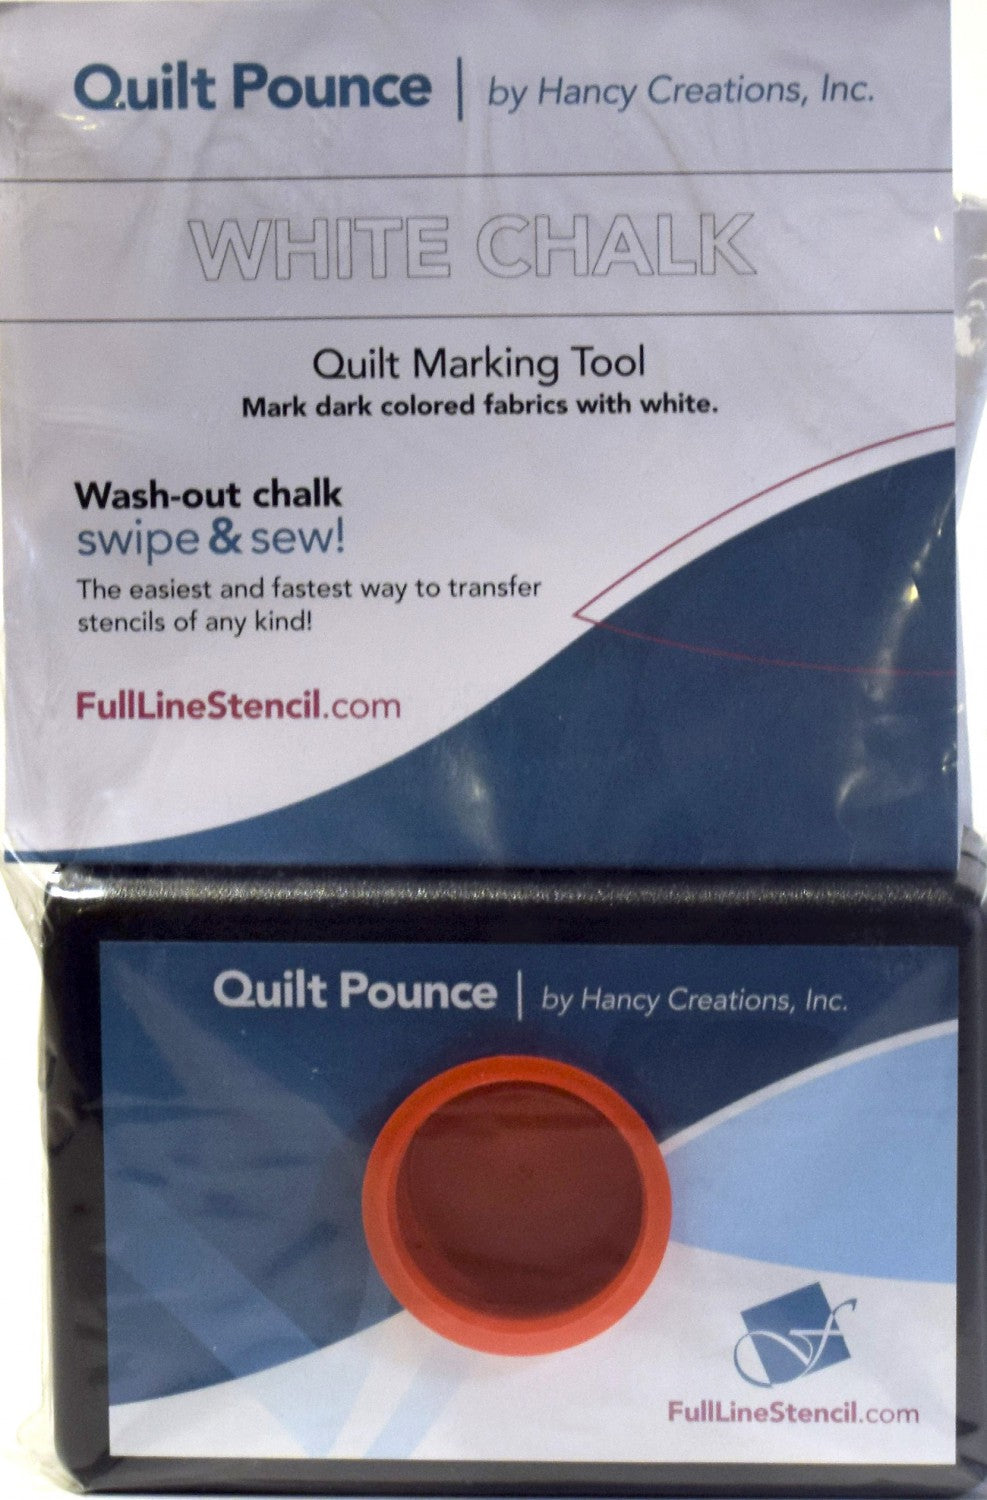 Quilt Pounce | by Hancy Creations, Inc.
WHITE CHALK
Quilt Marking Tool
Mark dark colored fabrics with white.
Wash-out chalk
swipe & sew!
The easiest and fastest way to transfer
stencils of any kind!
FullLineStencil.com
Quilt Pounce | by Hancy Creations, Inc.
FullLineStencil.com